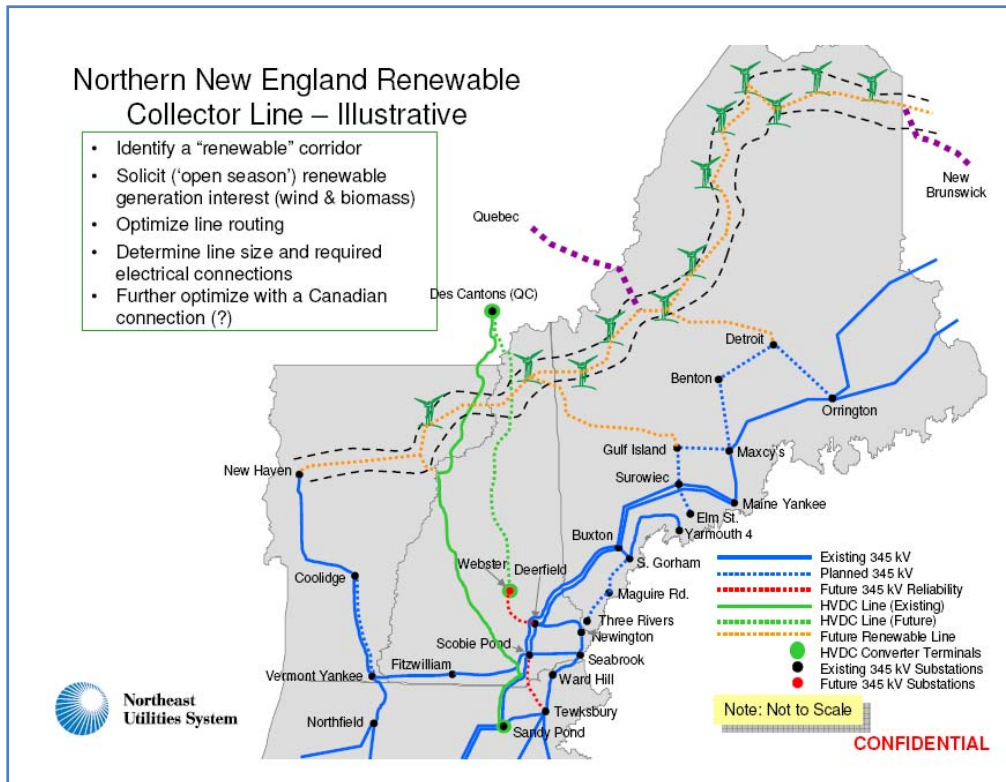 Northern New England Renewable
Collector Line – Illustrative
• Identify a “renewable” corridor
• Solicit (‘open season’) renewable
generation interest (wind & biomass)
• Optimize line routing
• Determine line size and required
electrical connections
• Further optimize with a Canadian
connection (?)
New
Brunswick
Quebec
Des Cantons (QC)
Detroit
Benton
Orrington
Gulf Island
Maxcy's
New Haven
Surowiec
Maine Yankee
Elm St.
Buxton
Yarmouth 4
S. Gorham
Webster
Deerfield
Coolidge
Maguire Rd.
Three Rivers
Newington
Scobie Pond
Seabrook
Fitzwilliam
Vermont Yankee
Ward Hill
Tewksbury
Northfield
Sandy Pond
Existing 345 kV
Planned 345 kV
Future 345 kV Reliability
HVDC Line (Existing)
HVDC Line (Future)
Future Renewable Line
HVDC Converter Terminals
Existing 345 kV Substations
Future 345 kV Substations
Northeast
Utilities System
Note: Not to Scale
CONFIDENTIAL